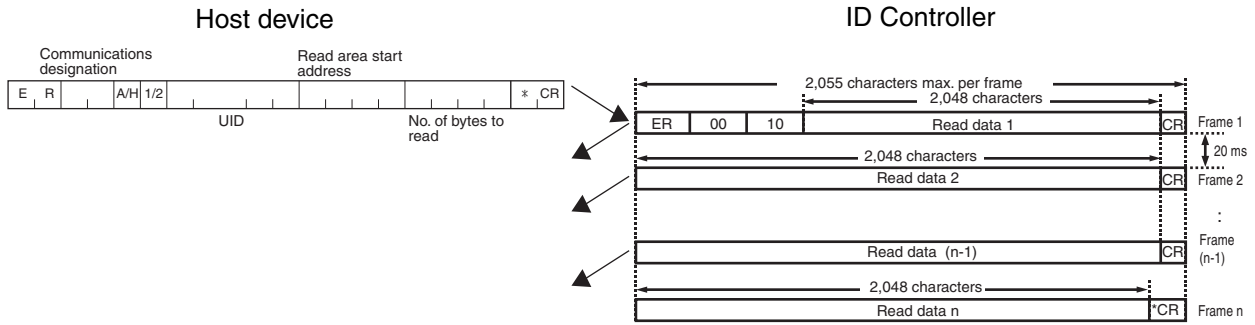 Host device
Communications
designation
Read area start
address
E R A/H 1/2 * CR
UID
No. of bytes to
read
ID Controller
2,055 characters max. per frame
2,048 characters
ER 00 10 Read data 1 CR Frame 1
20 ms
2,048 characters
Read data 2 CR Frame 2
:
Read data (n-1) CR Frame
(n-1)
2,048 characters
Read data n *CR Frame n